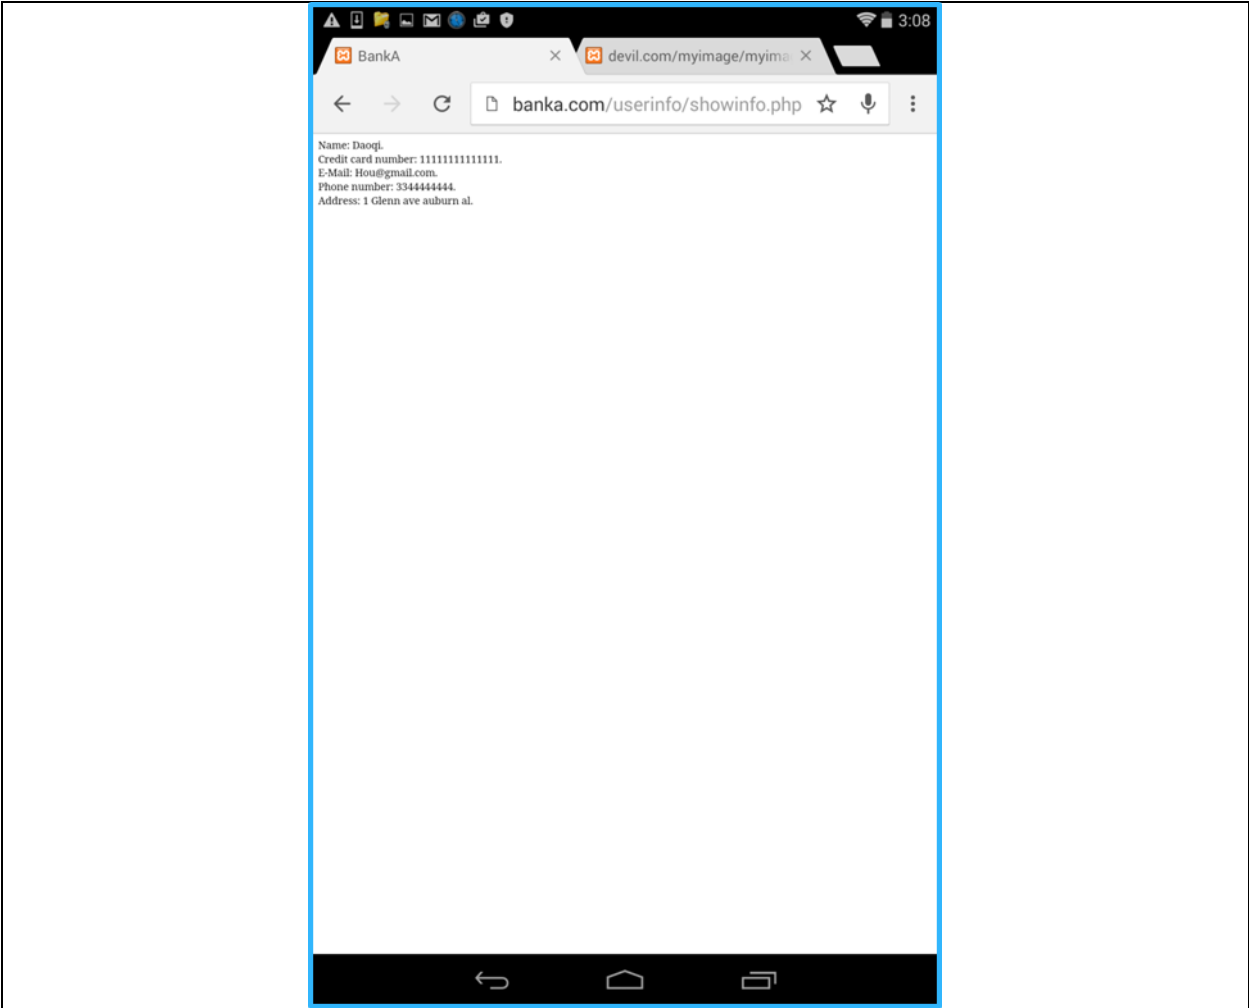 3:08
BankA
devil.com/myimage/myima
banka.com/userinfo/showinfo.php
Name: Daoqi.
Credit card number: 11111111111111.
E-Mail: Hou@gmail.com.
Phone number: 3344444444.
Address: 1 Glenn ave auburn al.